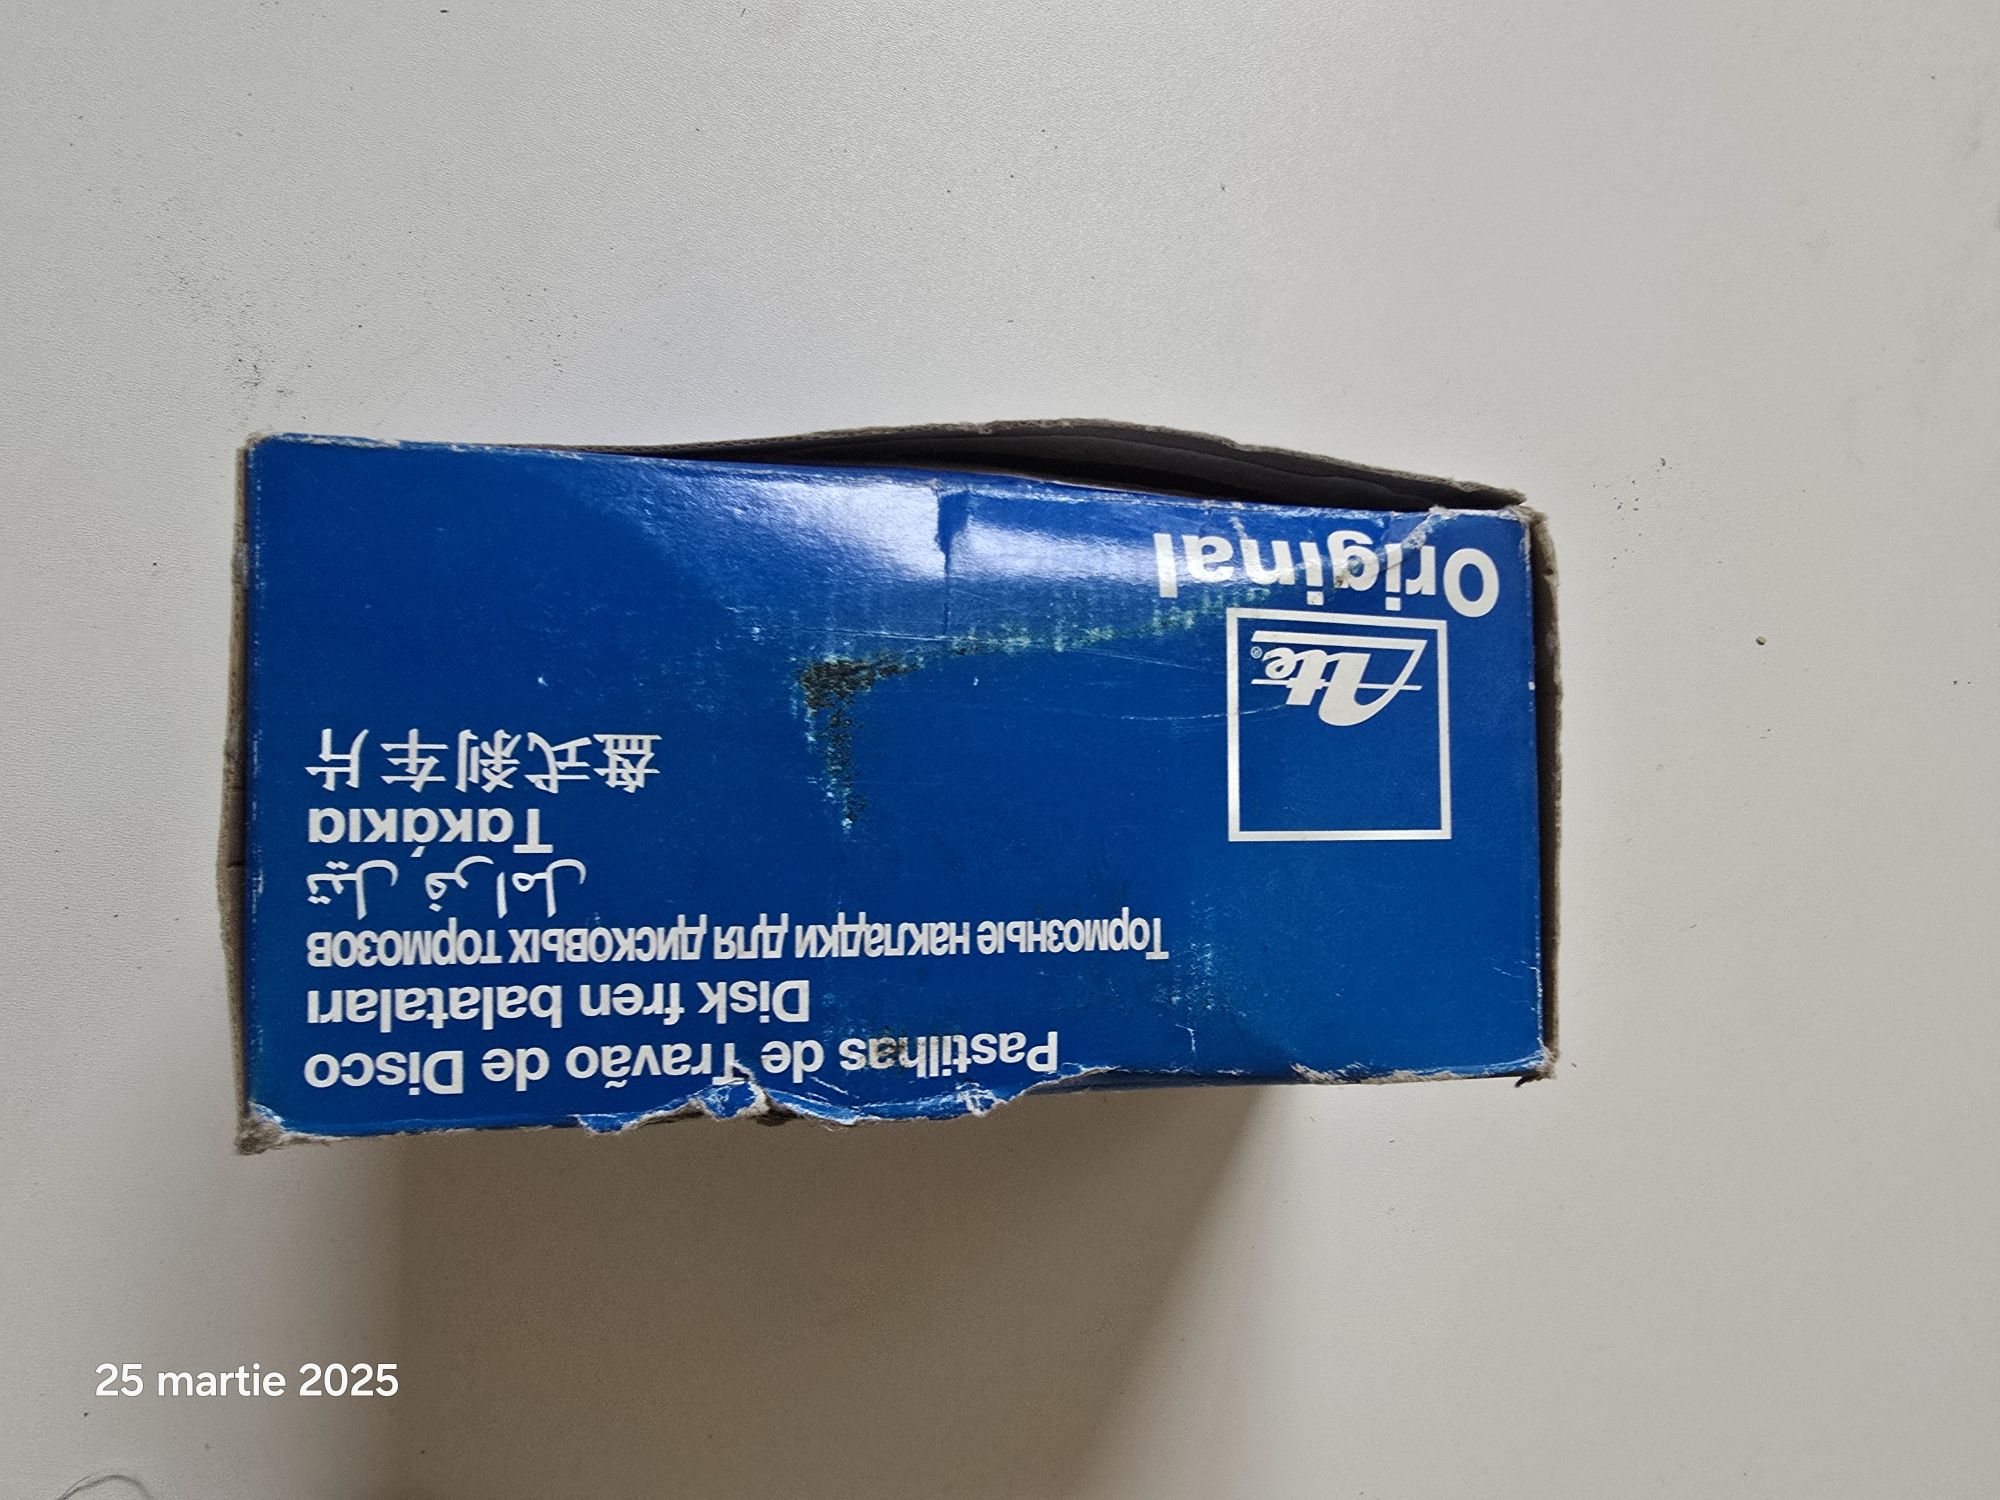 Pastilhas de Travão de Disco
Disk fren balataları
Тормозные накладки для дисковых тормозов
تيل فرامل
Τακάκια
盘式刹车片
Ate®
Original
25 martie 2025